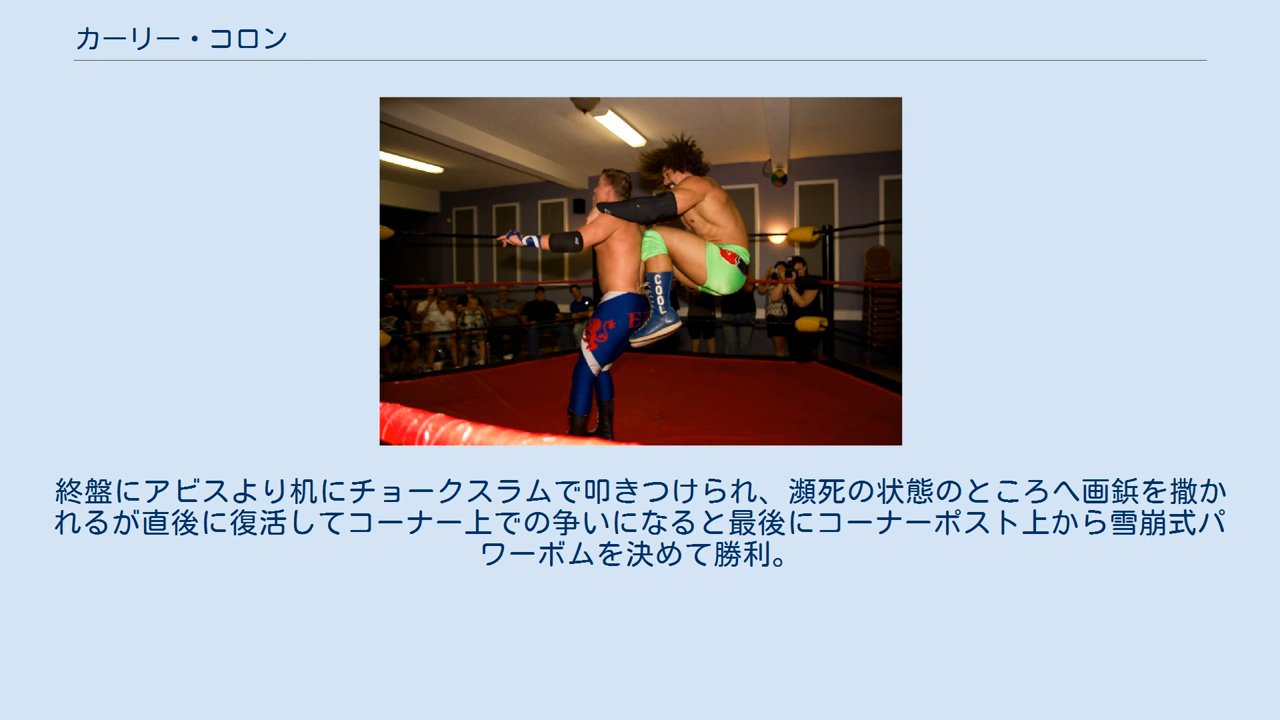 カーリー・コロン
COOL
終盤にアビスより机にチョークスラムで叩きつけられ、瀕死の状態のところへ画鋲を撒か
れるが直後に復活してコーナー上での争いになると最後にコーナーポスト上から雪崩式パ
ワーボムを決めて勝利。